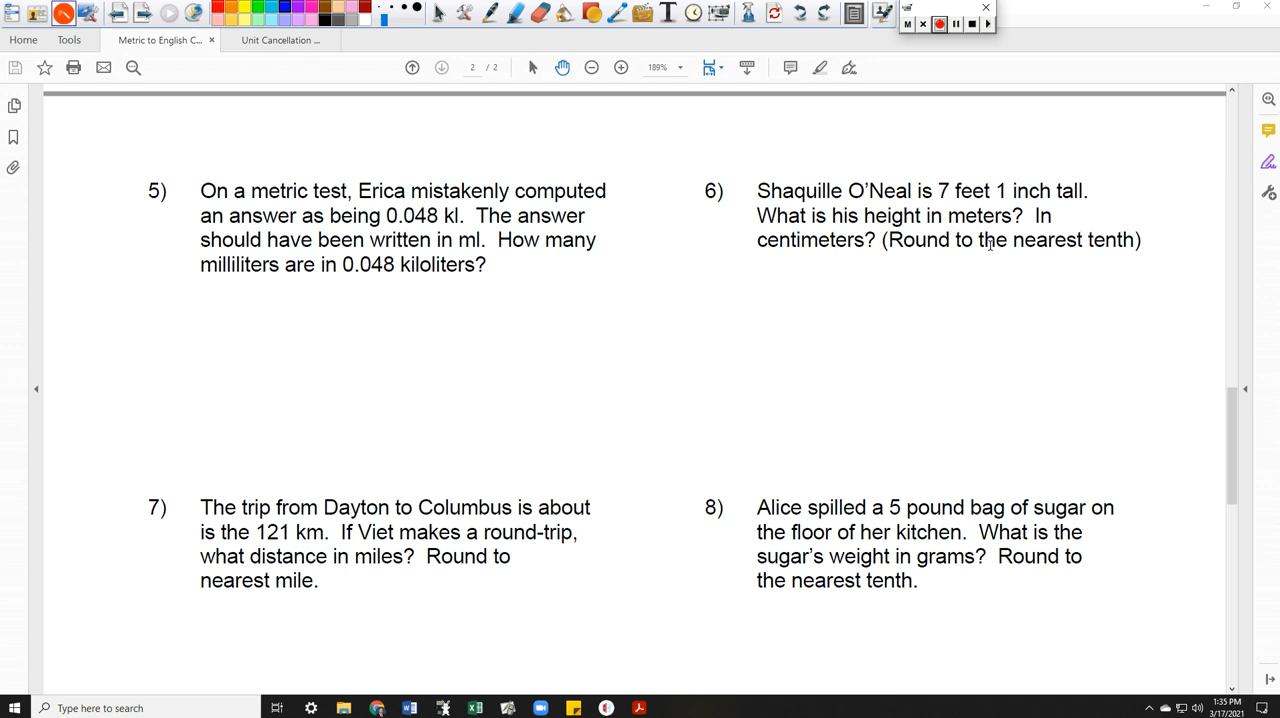 M
Home
Tools
Metric to English C... ×
Unit Cancellation ...
2 / 2
189%
5) On a metric test, Erica mistakenly computed
an answer as being 0.048 kl. The answer
should have been written in ml. How many
milliliters are in 0.048 kiloliters?
6) Shaquille O'Neal is 7 feet 1 inch tall.
What is his height in meters? In
centimeters? (Round to the nearest tenth)
7) The trip from Dayton to Columbus is about
is the 121 km. If Viet makes a round-trip,
what distance in miles? Round to
nearest mile.
8) Alice spilled a 5 pound bag of sugar on
the floor of her kitchen. What is the
sugar's weight in grams? Round to
the nearest tenth.
Type here to search
1:35 PM
3/17/2021